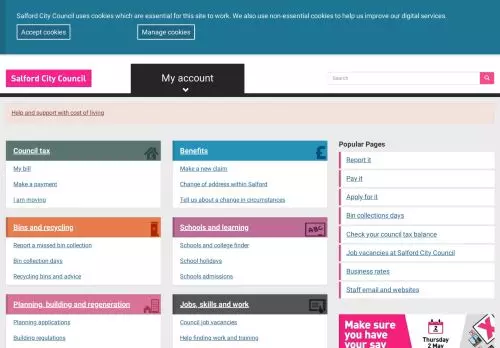 Salford City Council uses cookies which are essential for this site to work. We also use non-essential cookies to help us improve our digital services.
Accept cookies
Manage cookies
Salford City Council
My account
Search
Help and support with cost of living
Council tax
My bill
Make a payment
I am moving
Benefits
£
Make a new claim
Change of address within Salford
Tell us about a change in circumstances
Popular Pages
Report it
Pay it
Apply for it
Bin collections days
Check your council tax balance
Job vacancies at Salford City Council
Business rates
Staff email and websites
Bins and recycling
Report a missed bin collection
Bin collection days
Recycling bins and advice
Schools and learning
ABC
Schools and college finder
School holidays
Schools admissions
Planning, building and regeneration
Planning applications
Building regulations
Jobs, skills and work
Council job vacancies
Help finding work and training
Make sure
you have
your say
2
Thursday
2 May